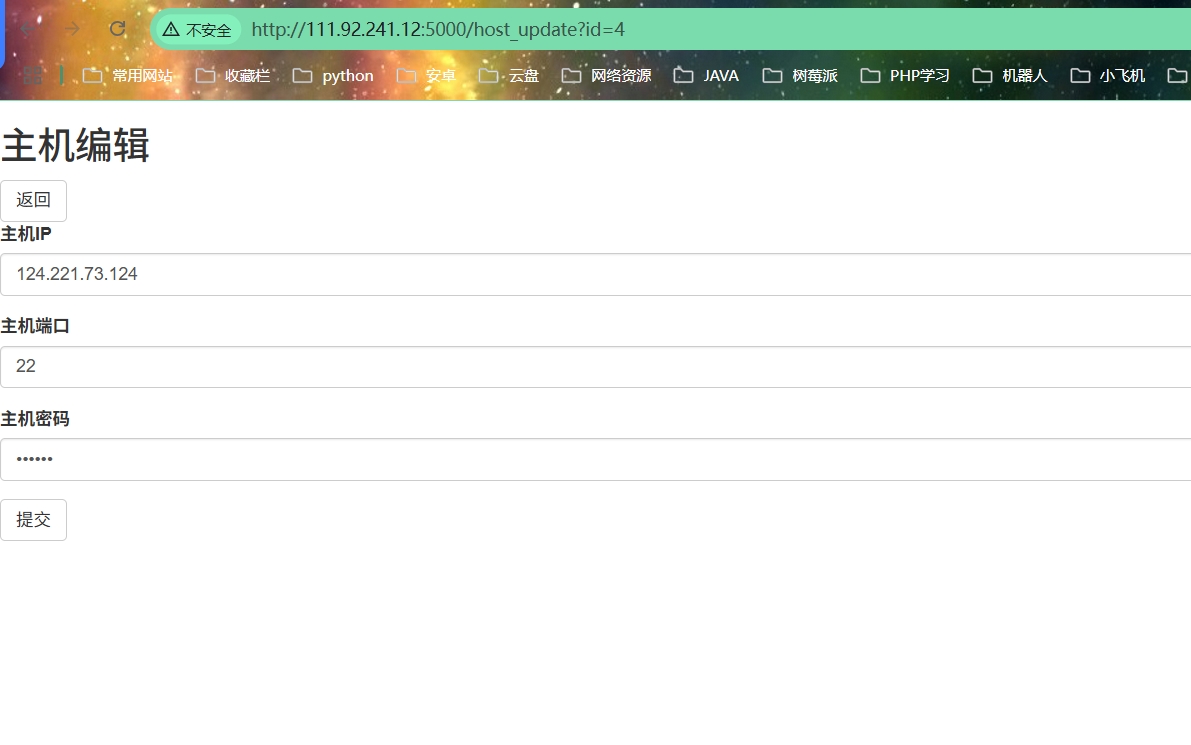 不安全 http://111.92.241.12:5000/host_update?id=4
常用网站 收藏栏 python 安卓 云盘 网络资源 JAVA 树莓派 PHP学习 机器人 小飞机
主机编辑
返回
主机IP
124.221.73.124
主机端口
22
主机密码
••••••
提交